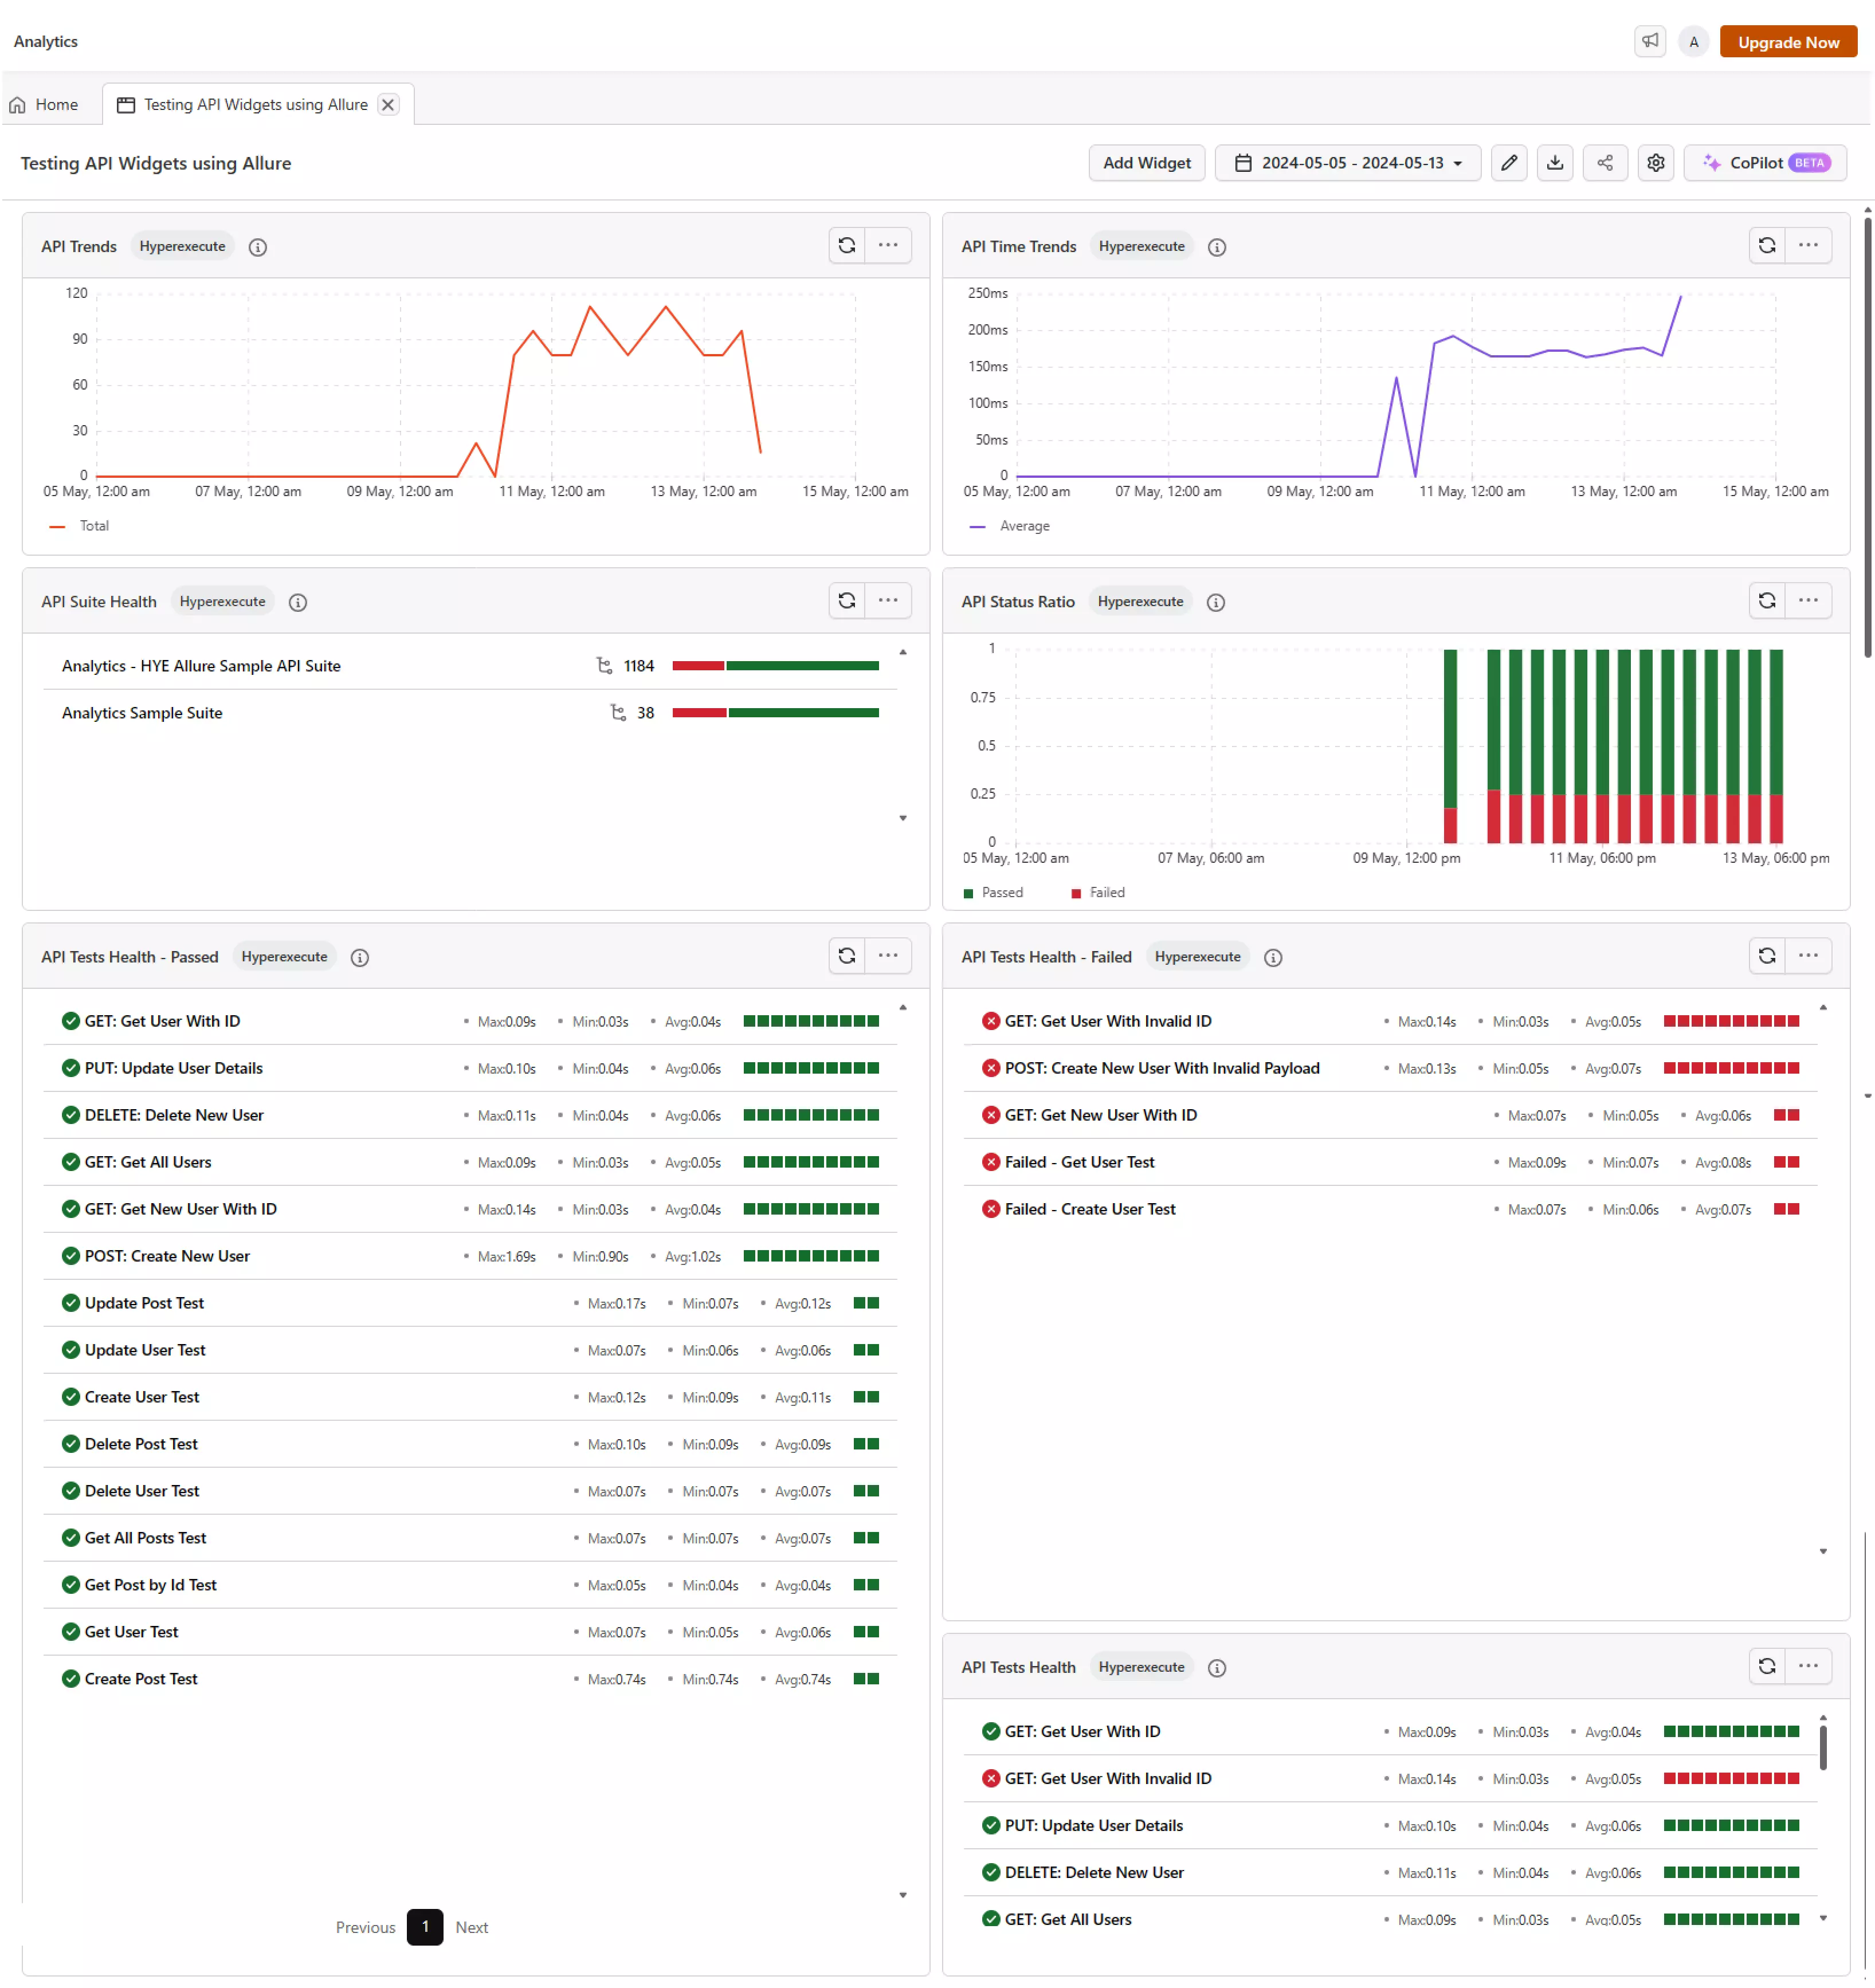 Analytics
A
Upgrade Now
Home
Testing API Widgets using Allure
Testing API Widgets using Allure
Add Widget
2024-05-05 - 2024-05-13
CoPilot BETA
API Trends Hyperexecute
120
90
60
30
0
05 May, 12:00 am 07 May, 12:00 am 09 May, 12:00 am 11 May, 12:00 am 13 May, 12:00 am 15 May, 12:00 am
Total
API Time Trends Hyperexecute
250ms
200ms
150ms
100ms
50ms
0
05 May, 12:00 am 07 May, 12:00 am 09 May, 12:00 am 11 May, 12:00 am 13 May, 12:00 am 15 May, 12:00 am
Average
API Suite Health Hyperexecute
Analytics - HYE Allure Sample API Suite 1184
Analytics Sample Suite 38
API Status Ratio Hyperexecute
1
0.75
0.5
0.25
0
05 May, 12:00 am 07 May, 06:00 am 09 May, 12:00 pm 11 May, 06:00 pm 13 May, 06:00 pm
Passed Failed
API Tests Health - Passed Hyperexecute
GET: Get User With ID Max:0.09s Min:0.03s Avg:0.04s
PUT: Update User Details Max:0.10s Min:0.04s Avg:0.06s
DELETE: Delete New User Max:0.11s Min:0.04s Avg:0.06s
GET: Get All Users Max:0.09s Min:0.03s Avg:0.05s
GET: Get New User With ID Max:0.14s Min:0.03s Avg:0.04s
POST: Create New User Max:1.69s Min:0.90s Avg:1.02s
Update Post Test Max:0.17s Min:0.07s Avg:0.12s
Update User Test Max:0.07s Min:0.06s Avg:0.06s
Create User Test Max:0.12s Min:0.09s Avg:0.11s
Delete Post Test Max:0.10s Min:0.09s Avg:0.09s
Delete User Test Max:0.07s Min:0.07s Avg:0.07s
Get All Posts Test Max:0.07s Min:0.07s Avg:0.07s
Get Post by Id Test Max:0.05s Min:0.04s Avg:0.04s
Get User Test Max:0.07s Min:0.05s Avg:0.06s
Create Post Test Max:0.74s Min:0.74s Avg:0.74s
Previous 1 Next
API Tests Health - Failed Hyperexecute
GET: Get User With Invalid ID Max:0.14s Min:0.03s Avg:0.05s
POST: Create New User With Invalid Payload Max:0.13s Min:0.05s Avg:0.07s
GET: Get New User With ID Max:0.07s Min:0.05s Avg:0.06s
Failed - Get User Test Max:0.09s Min:0.07s Avg:0.08s
Failed - Create User Test Max:0.07s Min:0.06s Avg:0.07s
API Tests Health Hyperexecute
GET: Get User With ID Max:0.09s Min:0.03s Avg:0.04s
GET: Get User With Invalid ID Max:0.14s Min:0.03s Avg:0.05s
PUT: Update User Details Max:0.10s Min:0.04s Avg:0.06s
DELETE: Delete New User Max:0.11s Min:0.04s Avg:0.06s
GET: Get All Users Max:0.09s Min:0.03s Avg:0.05s